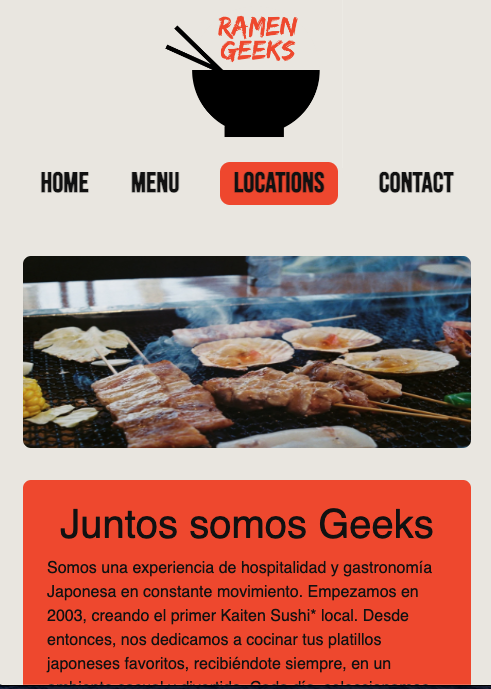 RAMEN
GEEKS
HOME MENU LOCATIONS CONTACT
Juntos somos Geeks
Somos una experiencia de hospitalidad y gastronomía
Japonesa en constante movimiento. Empezamos en
2003, creando el primer Kaiten Sushi* local. Desde
entonces, nos dedicamos a cocinar tus platillos
japoneses favoritos, recibiéndote siempre, en un